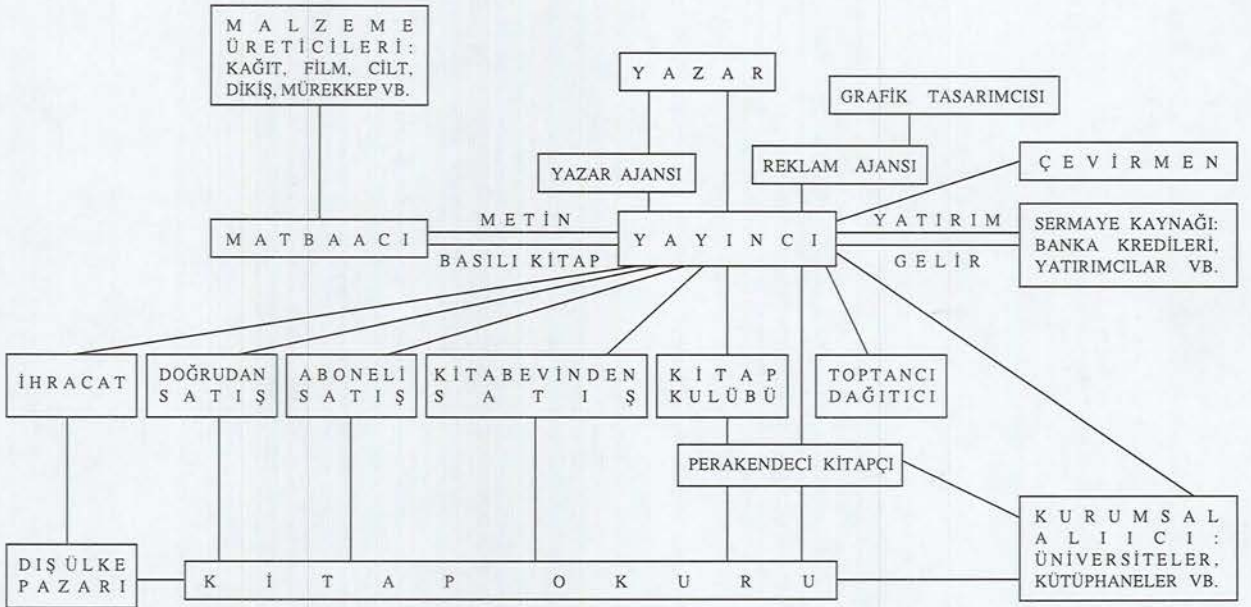 MALZEME
ÜRETİCİLERİ:
KAĞIT, FİLM, CİLT,
DİKİŞ, MÜREKKEP VB.
YAZAR
GRAFİK TASARIMCISI
YAZAR AJANSI
REKLAM AJANSI
ÇEVİRMEN
MATBAACI
METİN
BASILI KİTAP
YAYINCI
YATIRIM
GELİR
SERMAYE KAYNAĞI:
BANKA KREDİLERİ,
YATIRIMCILAR VB.
İHRACAT
DOĞRUDAN
SATIŞ
ABONELİ
SATIŞ
KİTABEVİNDEN
SATIŞ
KİTAP
KULÜBÜ
TOPTANCI
DAĞITICI
PERAKENDECİ KİTAPÇI
KURUMSAL
ALIICI:
ÜNİVERSİTELER,
KÜTÜPHANELER VB.
DIŞ ÜLKE
PAZARI
KİTAP OKURU